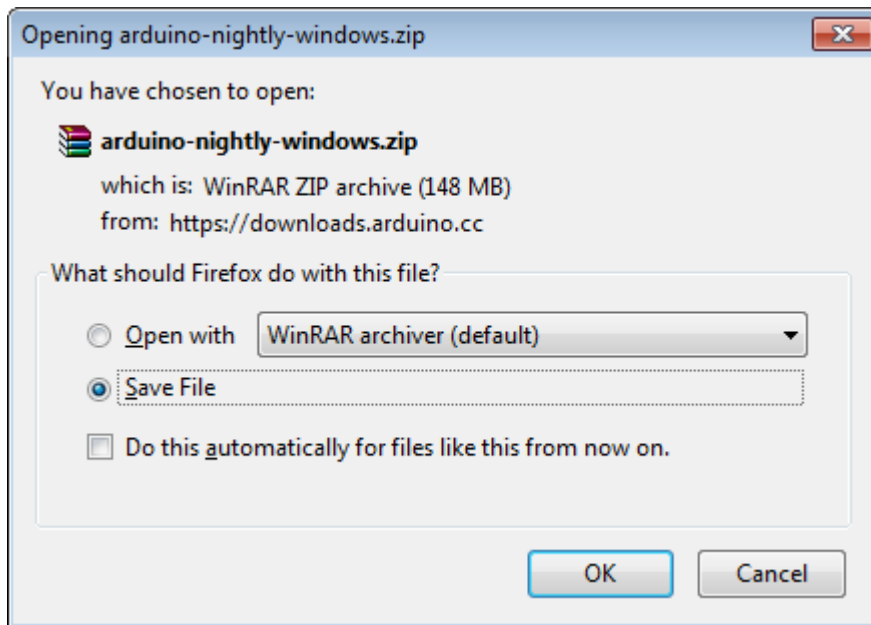 Opening arduino-nightly-windows.zip
You have chosen to open:
arduino-nightly-windows.zip
which is: WinRAR ZIP archive (148 MB)
from: https://downloads.arduino.cc
What should Firefox do with this file?
Open with WinRAR archiver (default)
Save File
Do this automatically for files like this from now on.
OK Cancel